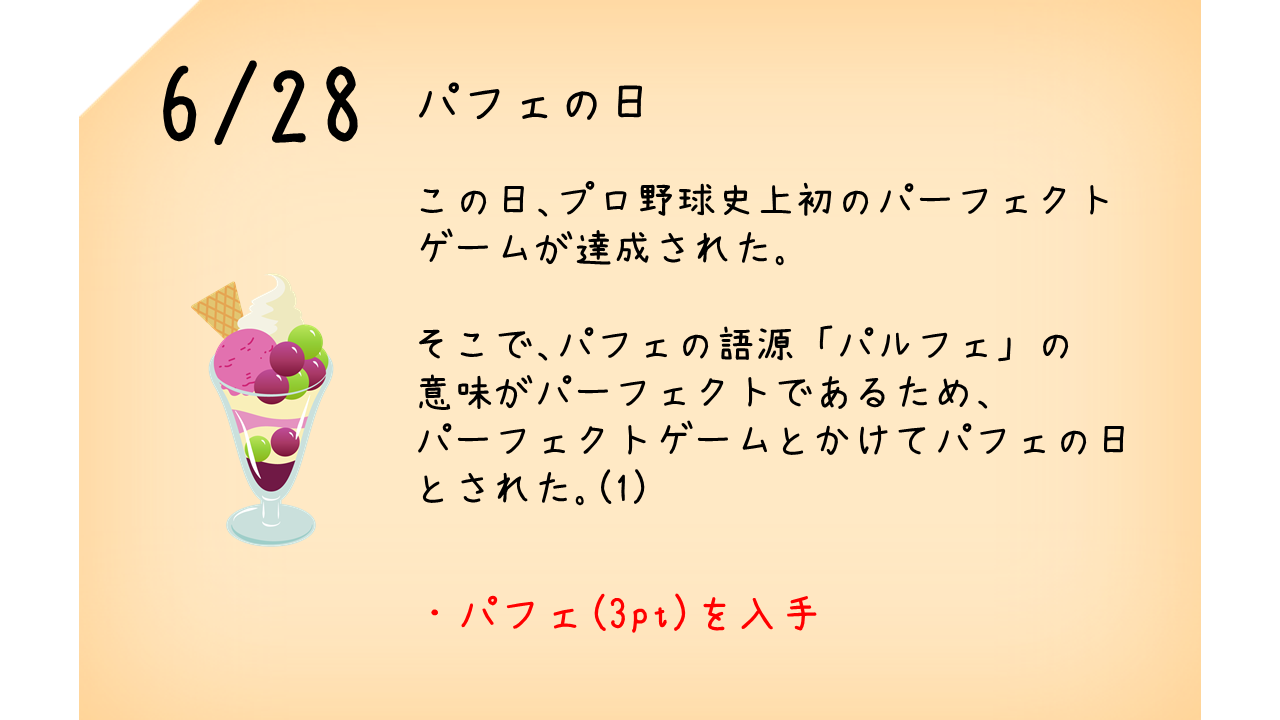 6/28
パフェの日
この日、プロ野球史上初のパーフェクト
ゲームが達成された。
そこで、パフェの語源「パルフェ」の
意味がパーフェクトであるため、
パーフェクトゲームとかけてパフェの日
とされた。(1)
・パフェ(3pt)を入手